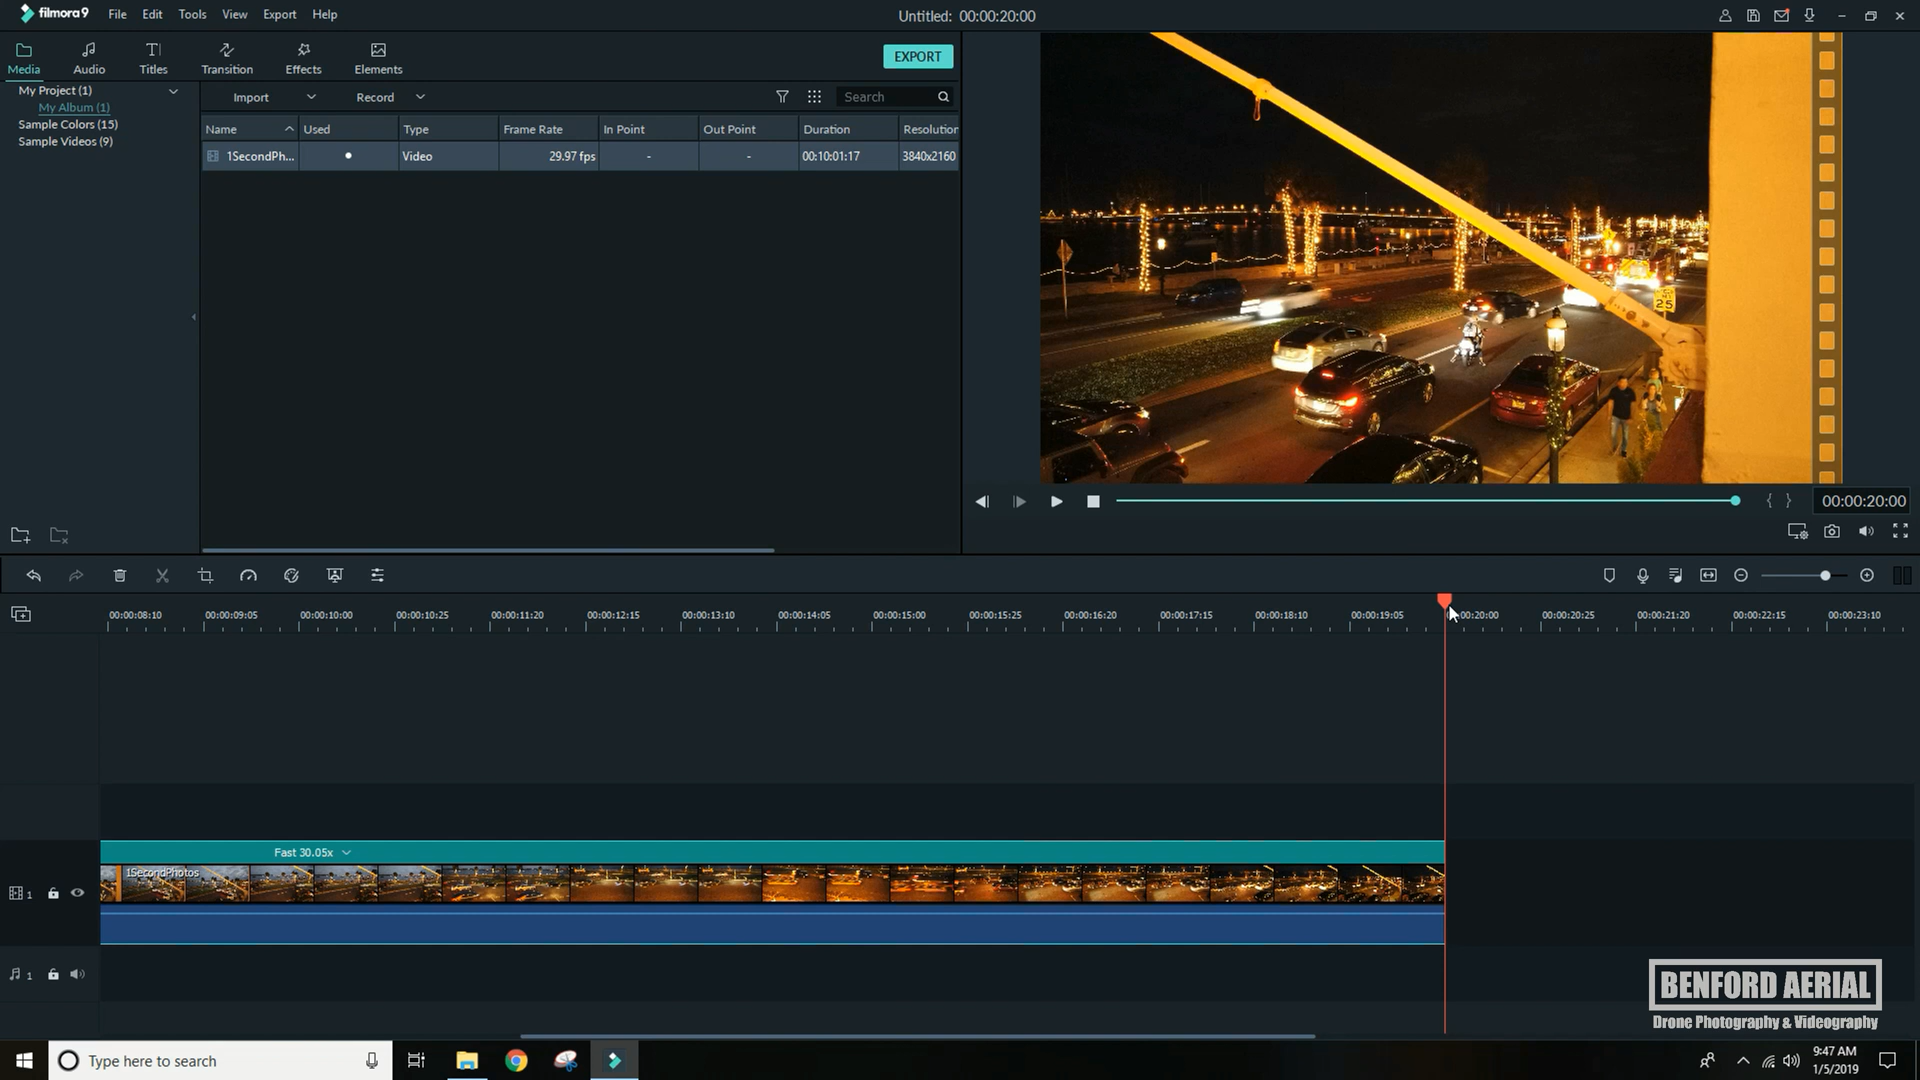 filmora9 File Edit Tools View Export Help
Untitled: 00:00:20:00
Media Audio Titles Transition Effects Elements
EXPORT
My Project (1)
My Album (1)
Sample Colors (15)
Sample Videos (9)
Import Record Search
Name Used Type Frame Rate In Point Out Point Duration Resolution
1SecondPh... Video 29.97 fps - - 00:10:01:17 3840x2160
25
{ } 00:00:20:00
00:00:08:10 00:00:09:05 00:00:10:00 00:00:10:25 00:00:11:20 00:00:12:15 00:00:13:10 00:00:14:05 00:00:15:00 00:00:15:25 00:00:16:20 00:00:17:15 00:00:18:10 00:00:19:05 00:00:20:00 00:00:20:25 00:00:21:20 00:00:22:15 00:00:23:10
Fast 30.05x
1SecondPhotos
1
1
BENFORD AERIAL
Drone Photography & Videography
Type here to search
9:47 AM
1/5/2019